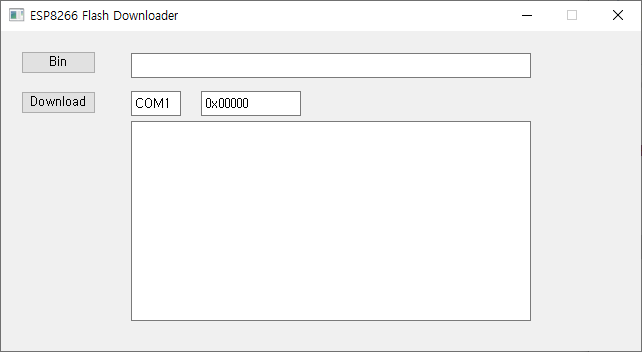 ESP8266 Flash Downloader
Bin
Download COM1 0x00000